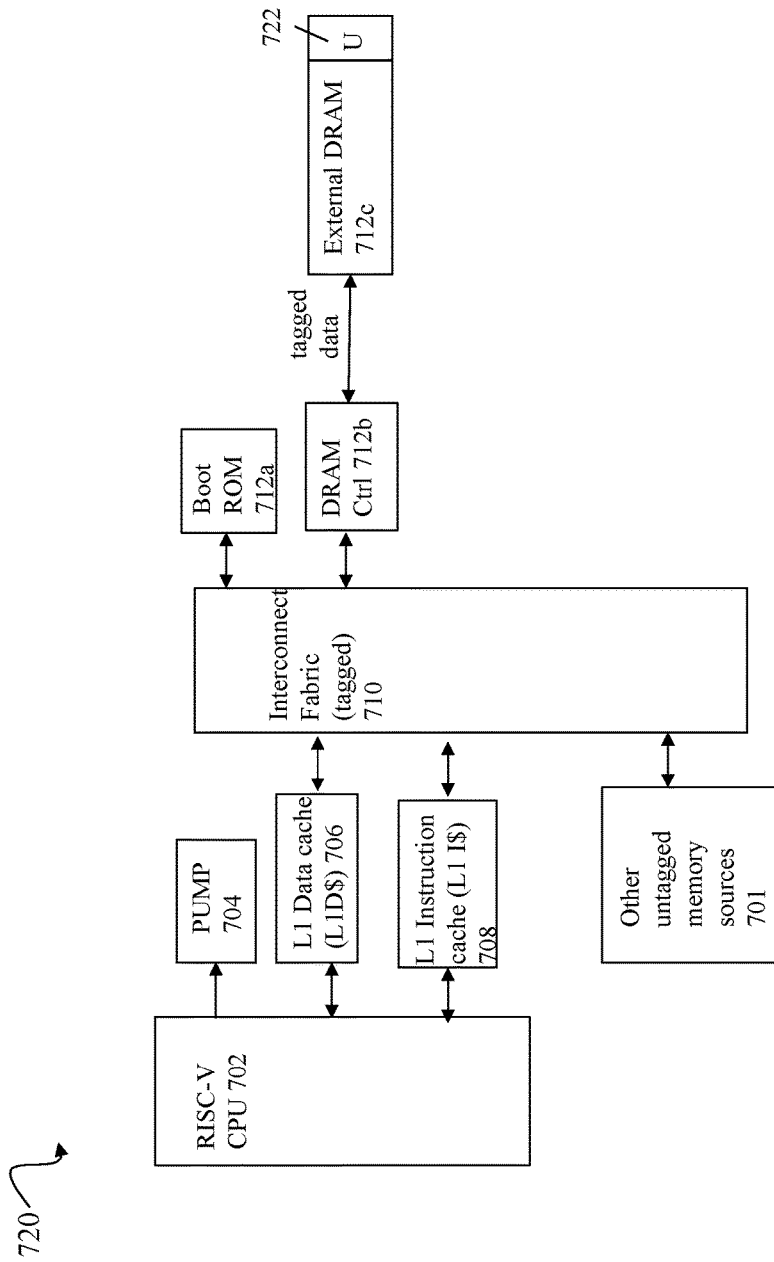 720
RISC-V
CPU 702
PUMP
704
L1 Data cache
(L1D$) 706
L1 Instruction
cache (L1 I$)
708
Other
untagged
memory
sources
701
Interconnect
Fabric
(tagged)
710
Boot
ROM
712a
DRAM
Ctrl 712b
tagged
data
External DRAM
712c
U
722